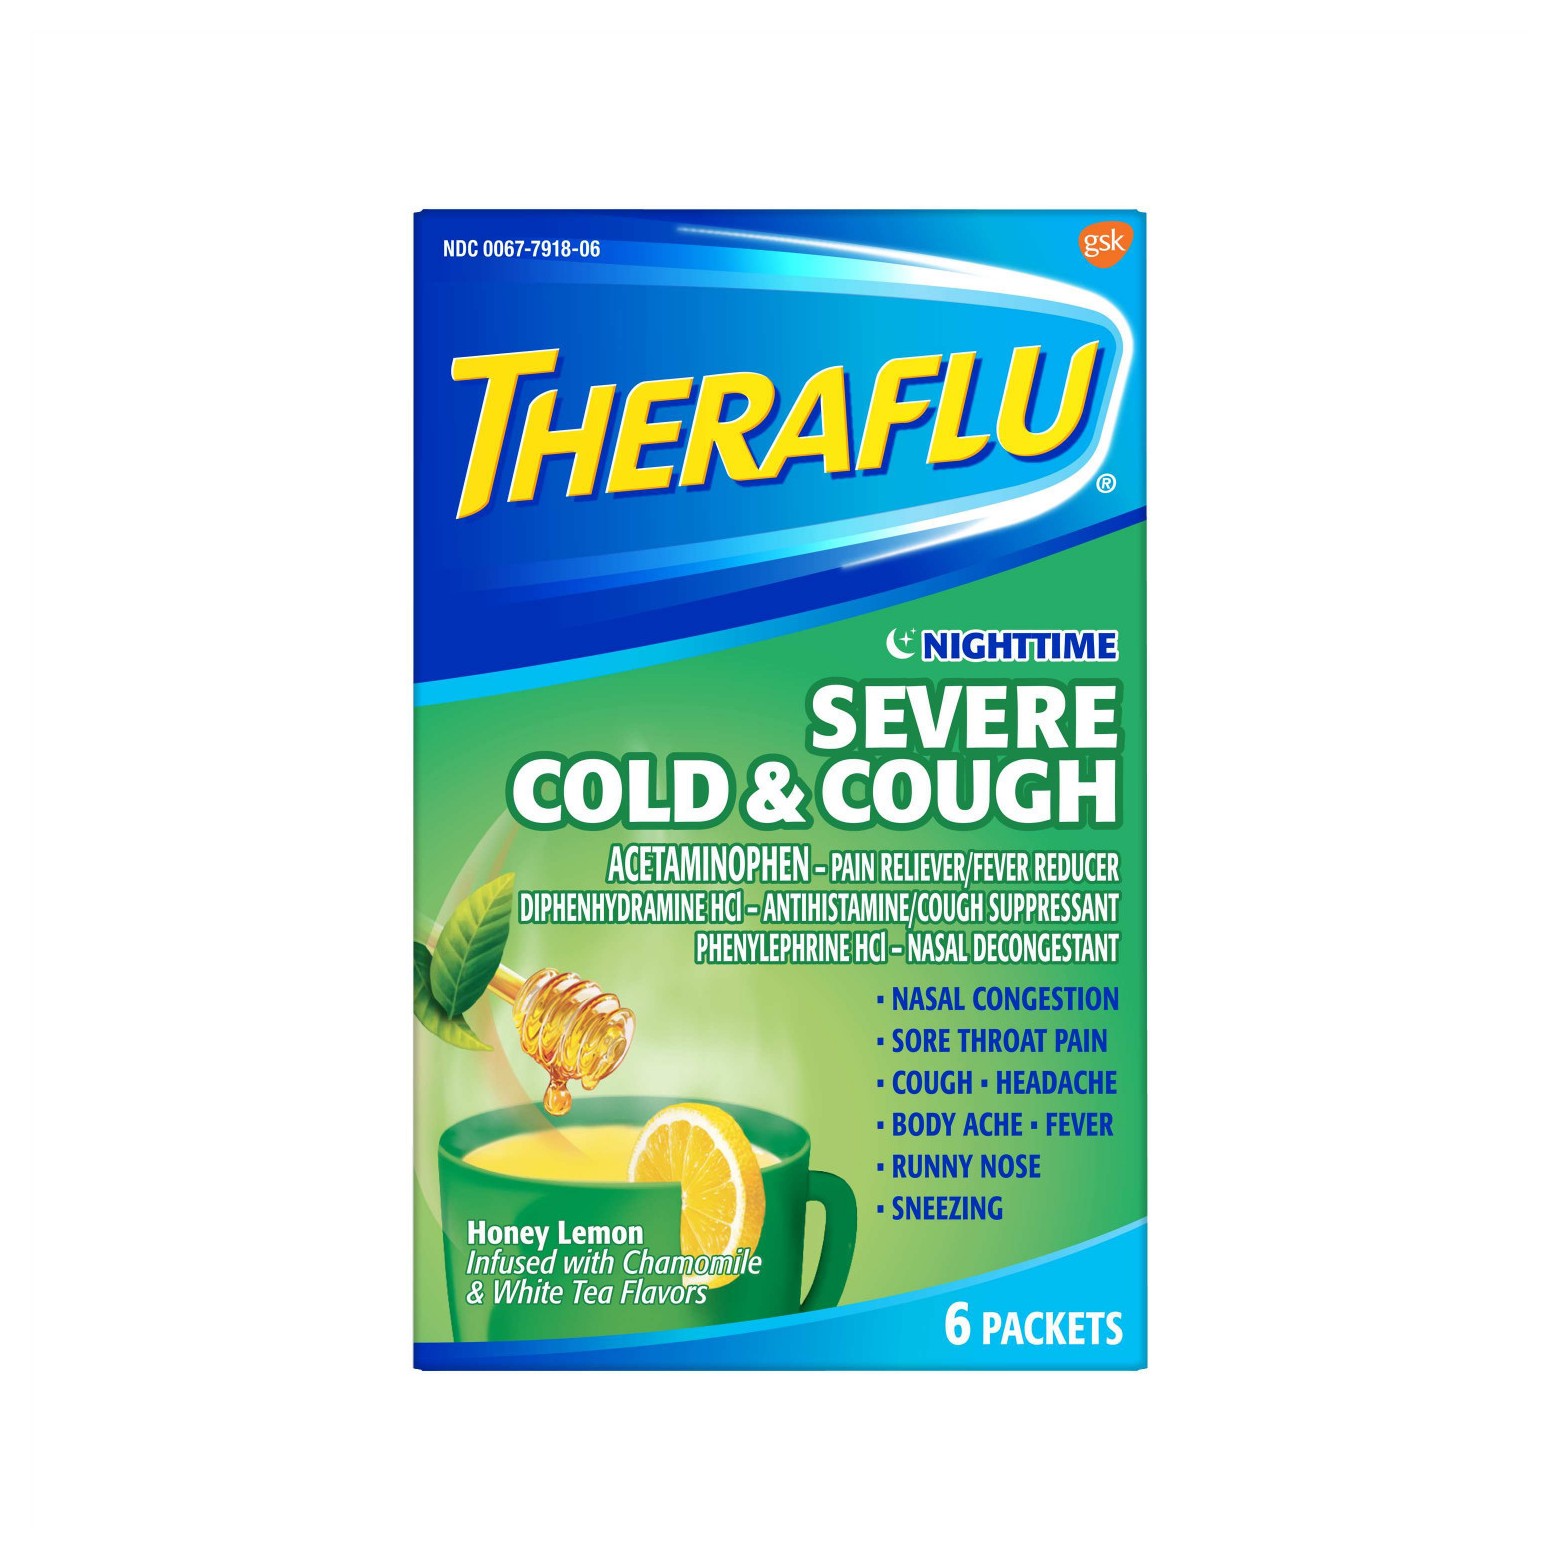 NDC 0067-7918-06
gsk
THERAFLU®
NIGHTTIME
SEVERE
COLD & COUGH
ACETAMINOPHEN – PAIN RELIEVER/FEVER REDUCER
DIPHENHYDRAMINE HCl – ANTIHISTAMINE/COUGH SUPPRESSANT
PHENYLEPHRINE HCl – NASAL DECONGESTANT
· NASAL CONGESTION
· SORE THROAT PAIN
· COUGH · HEADACHE
· BODY ACHE · FEVER
· RUNNY NOSE
· SNEEZING
Honey Lemon
Infused with Chamomile
& White Tea Flavors
6 PACKETS